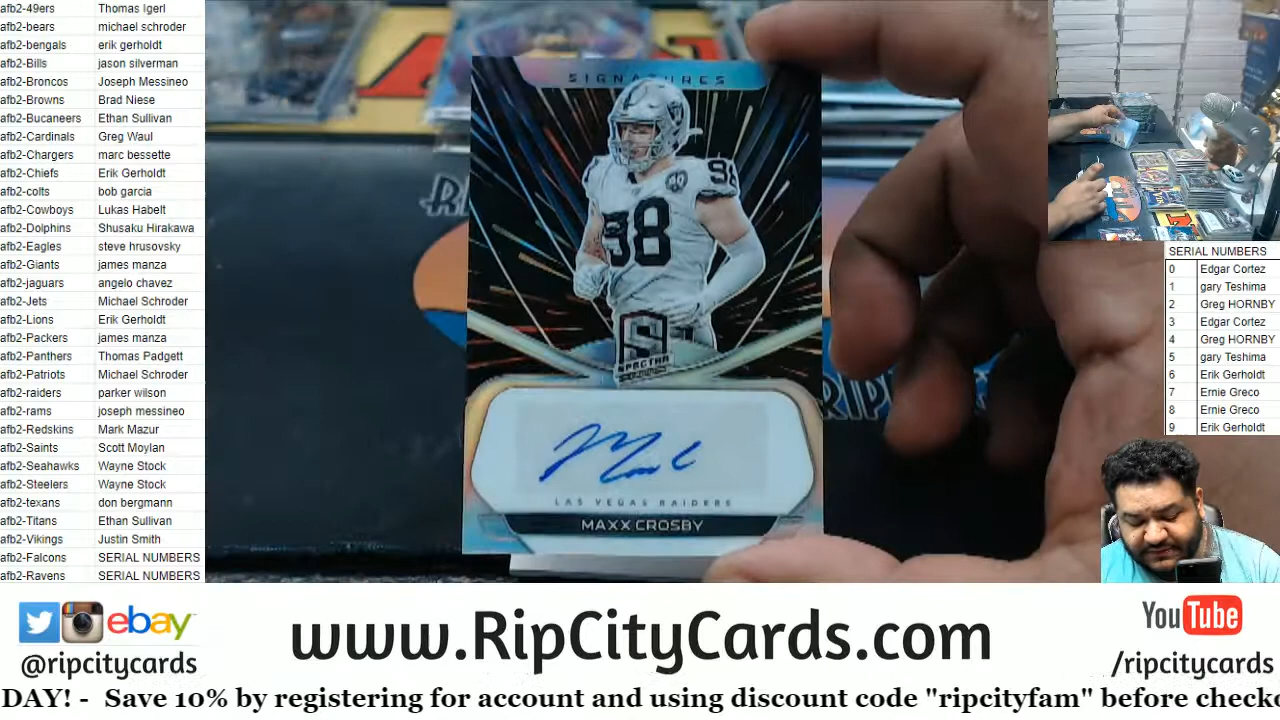 afb2-49ers Thomas Igerl
afb2-bears michael schroder
afb2-bengals erik gerholdt
afb2-Bills jason silverman
afb2-Broncos Joseph Messineo
afb2-Browns Brad Niese
afb2-Bucaneers Ethan Sullivan
afb2-Cardinals Greg Waul
afb2-Chargers marc bessette
afb2-Chiefs Erik Gerholdt
afb2-colts bob garcia
afb2-Cowboys Lukas Habelt
afb2-Dolphins Shusaku Hirakawa
afb2-Eagles steve hrusovsky
afb2-Giants james manza
afb2-jaguars angelo chavez
afb2-Jets Michael Schroder
afb2-Lions Erik Gerholdt
afb2-Packers james manza
afb2-Panthers Thomas Padgett
afb2-Patriots Michael Schroder
afb2-raiders parker wilson
afb2-rams joseph messineo
afb2-Redskins Mark Mazur
afb2-Saints Scott Moylan
afb2-Seahawks Wayne Stock
afb2-Steelers Wayne Stock
afb2-texans don bergmann
afb2-Titans Ethan Sullivan
afb2-Vikings Justin Smith
afb2-Falcons SERIAL NUMBERS
afb2-Ravens SERIAL NUMBERS
SIGNATURES
98
98
S
SPECTRA
LAS VEGAS RAIDERS
MAXX CROSBY
RIP
SERIAL NUMBERS
0 Edgar Cortez
1 gary Teshima
2 Greg HORNBY
3 Edgar Cortez
4 Greg HORNBY
5 gary Teshima
6 Erik Gerholdt
7 Ernie Greco
8 Ernie Greco
9 Erik Gerholdt
ebay
@ripcitycards
www.RipCityCards.com
YouTube
/ripcitycards
DAY! - Save 10% by registering for account and using discount code "ripcityfam" before checko